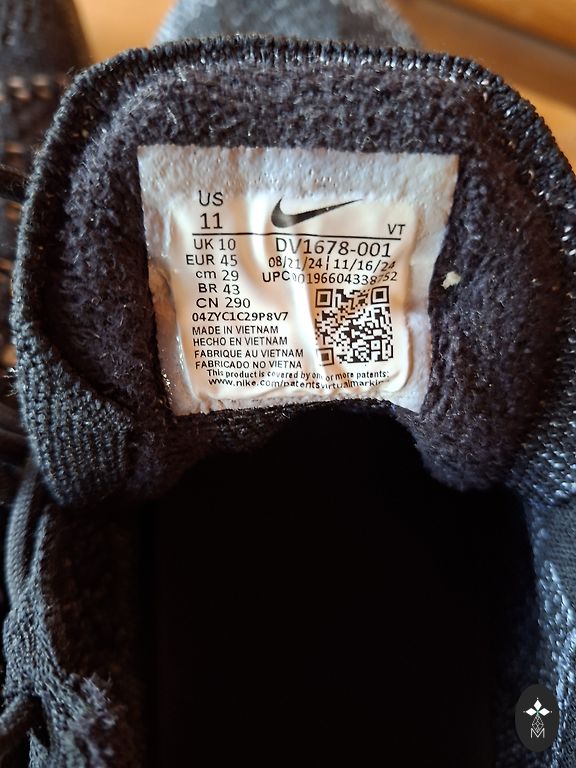 US
11
VT
UK 10
DV1678-001
EUR 45
08/21/24 | 11/16/24
cm 29
UPC 00196604338752
BR 43
CN 290
04ZYC1C29P8V7
MADE IN VIETNAM
HECHO EN VIETNAM
FABRIQUE AU VIETNAM
FABRICADO NO VIETNA
This product is covered by one or more patents:
www.nike.com/patents
M